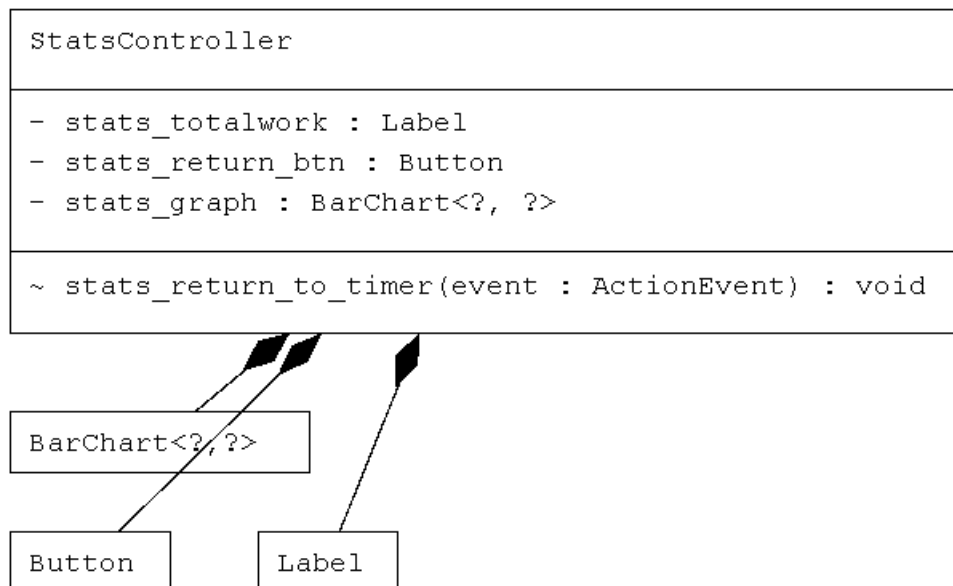 StatsController
- stats_totalwork : Label
- stats_return_btn : Button
- stats_graph : BarChart<?, ?>
~ stats_return_to_timer(event : ActionEvent) : void
BarChart<?,?>
Button
Label